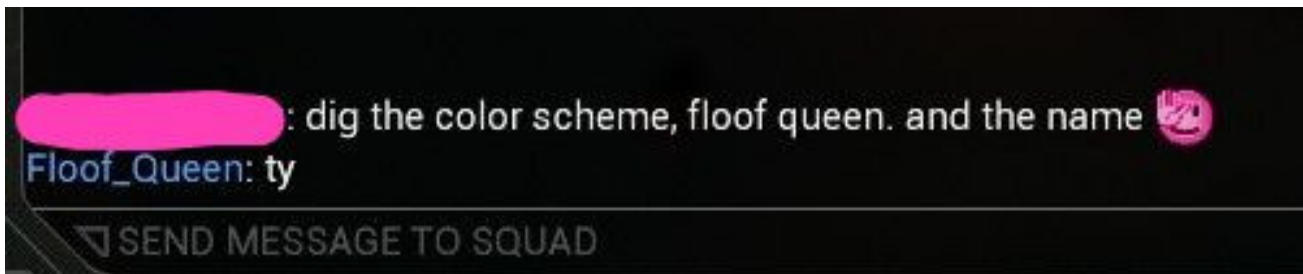 : dig the color scheme, floof queen. and the name
Floof_Queen: ty
SEND MESSAGE TO SQUAD